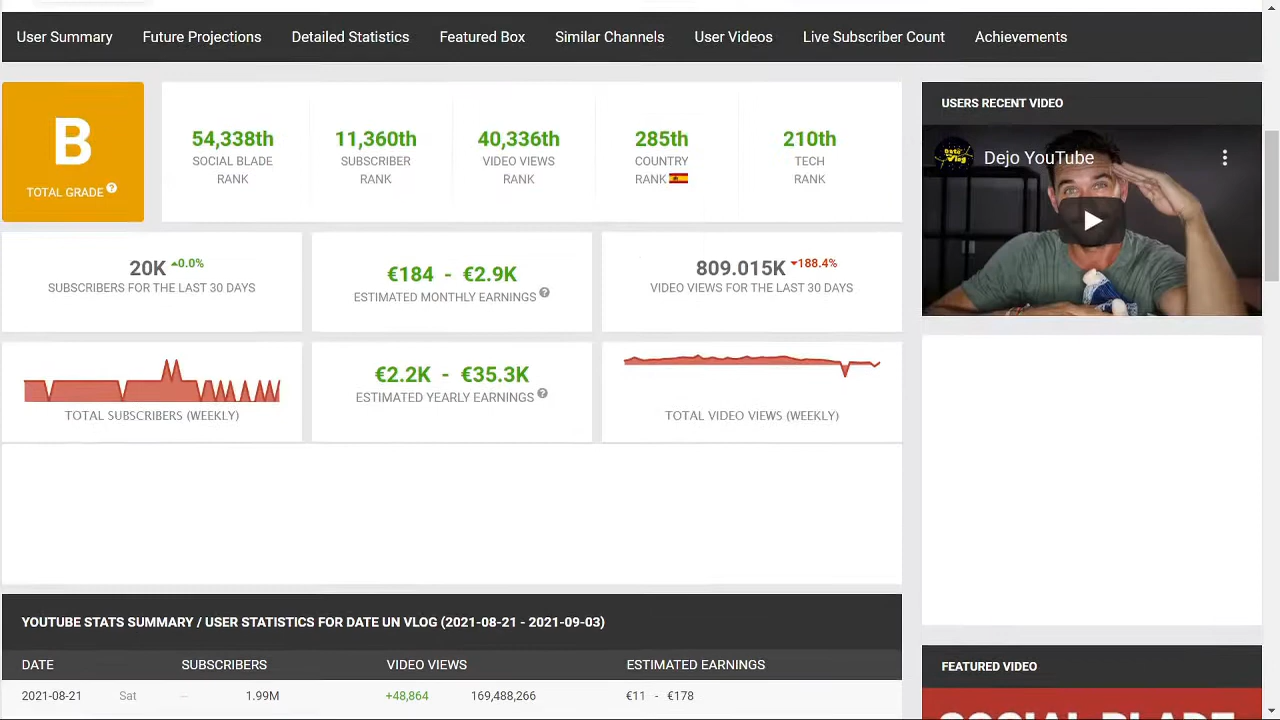 User Summary Future Projections Detailed Statistics Featured Box Similar Channels User Videos Live Subscriber Count Achievements
B
TOTAL GRADE
54,338th
SOCIAL BLADE
RANK
11,360th
SUBSCRIBER
RANK
40,336th
VIDEO VIEWS
RANK
285th
COUNTRY
RANK
210th
TECH
RANK
USERS RECENT VIDEO
Date un Vlog
Dejo YouTube
20K 0.0%
SUBSCRIBERS FOR THE LAST 30 DAYS
€184 - €2.9K
ESTIMATED MONTHLY EARNINGS
809.015K 188.4%
VIDEO VIEWS FOR THE LAST 30 DAYS
TOTAL SUBSCRIBERS (WEEKLY)
€2.2K - €35.3K
ESTIMATED YEARLY EARNINGS
TOTAL VIDEO VIEWS (WEEKLY)
YOUTUBE STATS SUMMARY / USER STATISTICS FOR DATE UN VLOG (2021-08-21 - 2021-09-03)
DATE SUBSCRIBERS VIDEO VIEWS ESTIMATED EARNINGS
2021-08-21 Sat -- 1.99M +48,864 169,488,266 €11 - €178
FEATURED VIDEO
SOCIAL BLADE